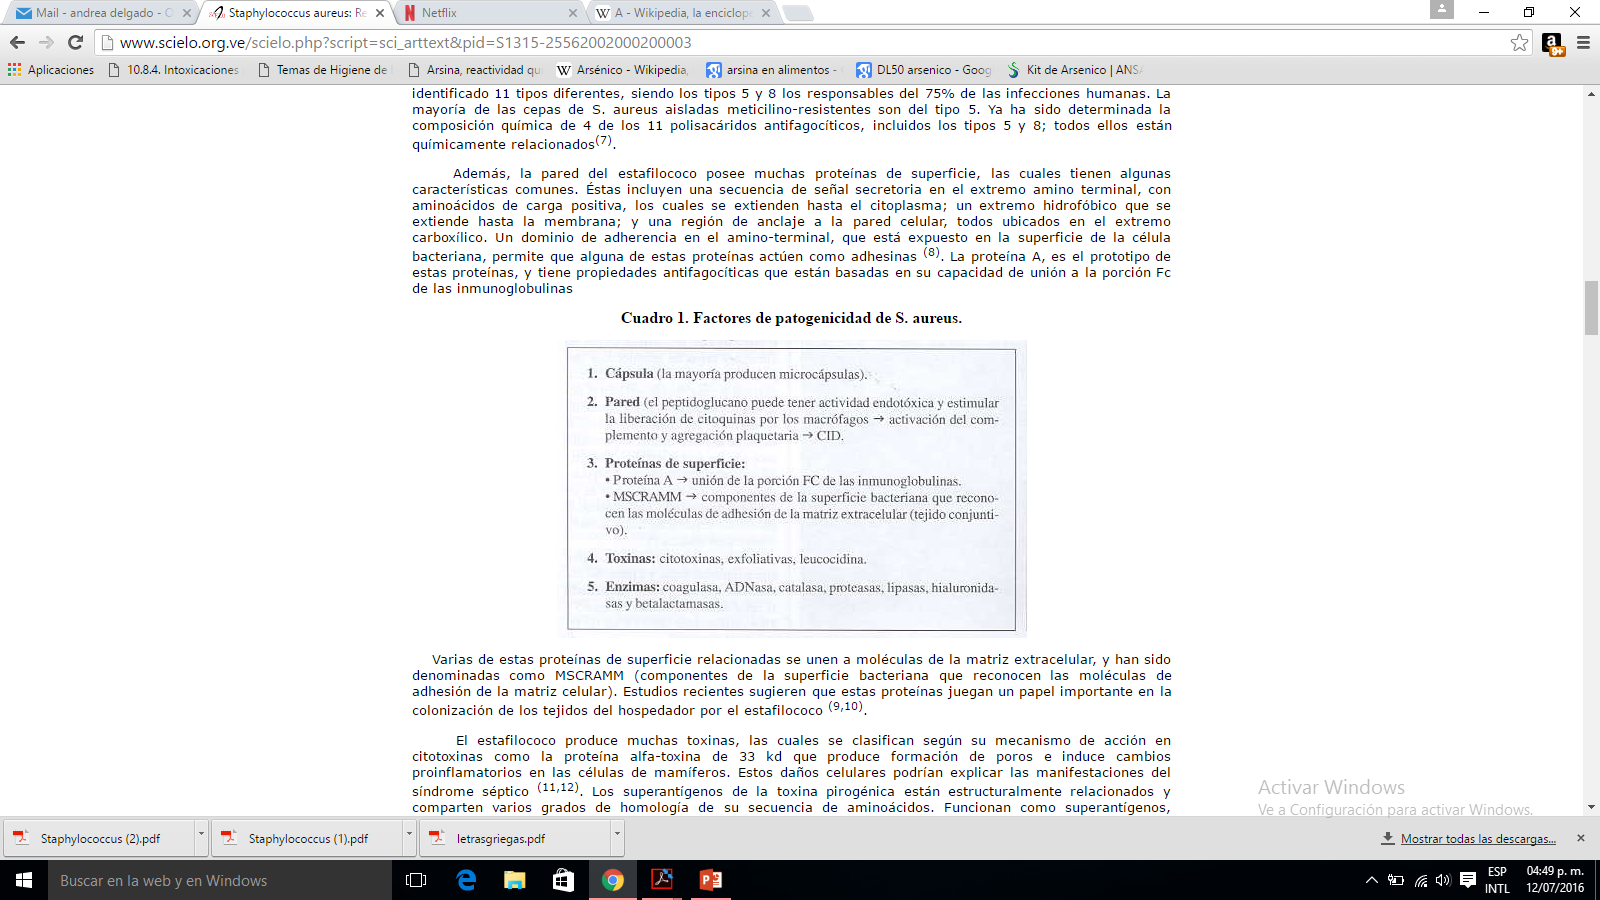 Mail - andrea delgado - O
Staphylococcus aureus: Re
Netflix
A - Wikipedia, la enciclope
www.scielo.org.ve/scielo.php?script=sci_arttext&pid=S1315-25562002000200003
Aplicaciones
10.8.4. Intoxicaciones
Temas de Higiene de
Arsina, reactividad qu
Arsénico - Wikipedia,
arsina en alimentos -
DL50 arsenico - Goog
Kit de Arsenico | ANSA
identificado 11 tipos diferentes, siendo los tipos 5 y 8 los responsables del 75% de las infecciones humanas. La
mayoría de las cepas de S. aureus aisladas meticilino-resistentes son del tipo 5. Ya ha sido determinada la
composición química de 4 de los 11 polisacáridos antifagocíticos, incluidos los tipos 5 y 8; todos ellos están
químicamente relacionados(7).
Además, la pared del estafilococo posee muchas proteínas de superficie, las cuales tienen algunas
características comunes. Éstas incluyen una secuencia de señal secretoria en el extremo amino terminal, con
aminoácidos de carga positiva, los cuales se extienden hasta el citoplasma; un extremo hidrofóbico que se
extiende hasta la membrana; y una región de anclaje a la pared celular, todos ubicados en el extremo
carboxílico. Un dominio de adherencia en el amino-terminal, que está expuesto en la superficie de la célula
bacteriana, permite que alguna de estas proteínas actúen como adhesinas (8). La proteína A, es el prototipo de
estas proteínas, y tiene propiedades antifagocíticas que están basadas en su capacidad de unión a la porción Fc
de las inmunoglobulinas
Cuadro 1. Factores de patogenicidad de S. aureus.
1. Cápsula (la mayoría producen microcápsulas).
2. Pared (el peptidoglucano puede tener actividad endotóxica y estimular
la liberación de citoquinas por los macrófagos → activación del com-
plemento y agregación plaquetaria → CID.
3. Proteínas de superficie:
• Proteína A → unión de la porción FC de las inmunoglobulinas.
• MSCRAMM → componentes de la superficie bacteriana que recono-
cen las moléculas de adhesión de la matriz extracelular (tejido conjunti-
vo).
4. Toxinas: citotoxinas, exfoliativas, leucocidina.
5. Enzimas: coagulasa, ADNasa, catalasa, proteasas, lipasas, hialuronida-
sas y betalactamasas.
Varias de estas proteínas de superficie relacionadas se unen a moléculas de la matriz extracelular, y han sido
denominadas como MSCRAMM (componentes de la superficie bacteriana que reconocen las moléculas de
adhesión de la matriz celular). Estudios recientes sugieren que estas proteínas juegan un papel importante en la
colonización de los tejidos del hospedador por el estafilococo (9,10).
El estafilococo produce muchas toxinas, las cuales se clasifican según su mecanismo de acción en
citotoxinas como la proteína alfa-toxina de 33 kd que produce formación de poros e induce cambios
proinflamatorios en las células de mamíferos. Estos daños celulares podrían explicar las manifestaciones del
síndrome séptico (11,12). Los superantígenos de la toxina pirogénica están estructuralmente relacionados y
comparten varios grados de homología de su secuencia de aminoácidos. Funcionan como superantígenos,
Activar Windows
Ve a Configuración para activar Windows.
Staphylococcus (2).pdf
Staphylococcus (1).pdf
letrasgriegas.pdf
Mostrar todas las descargas...
Buscar en la web y en Windows
ESP
INTL
04:49 p. m.
12/07/2016